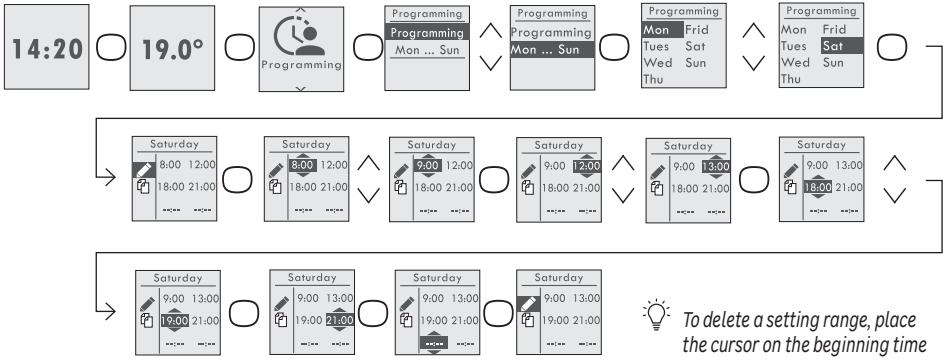 14:20
19.0°
Programming
Programming
Programming
Mon ... Sun
Programming
Programming
Mon ... Sun
Programming
Mon Frid
Tues Sat
Wed Sun
Thu
Programming
Mon Frid
Tues Sat
Wed Sun
Thu
Saturday
8:00 12:00
18:00 21:00
--:-- --:--
Saturday
8:00 12:00
18:00 21:00
--:-- --:--
Saturday
9:00 12:00
18:00 21:00
--:-- --:--
Saturday
9:00 12:00
18:00 21:00
--:-- --:--
Saturday
9:00 13:00
18:00 21:00
--:-- --:--
Saturday
9:00 13:00
18:00 21:00
--:-- --:--
Saturday
9:00 13:00
19:00 21:00
--:-- --:--
Saturday
9:00 13:00
19:00 21:00
--:-- --:--
Saturday
9:00 13:00
19:00 21:00
--:-- --:--
Saturday
9:00 13:00
19:00 21:00
--:-- --:--
To delete a setting range, place
the cursor on the beginning time